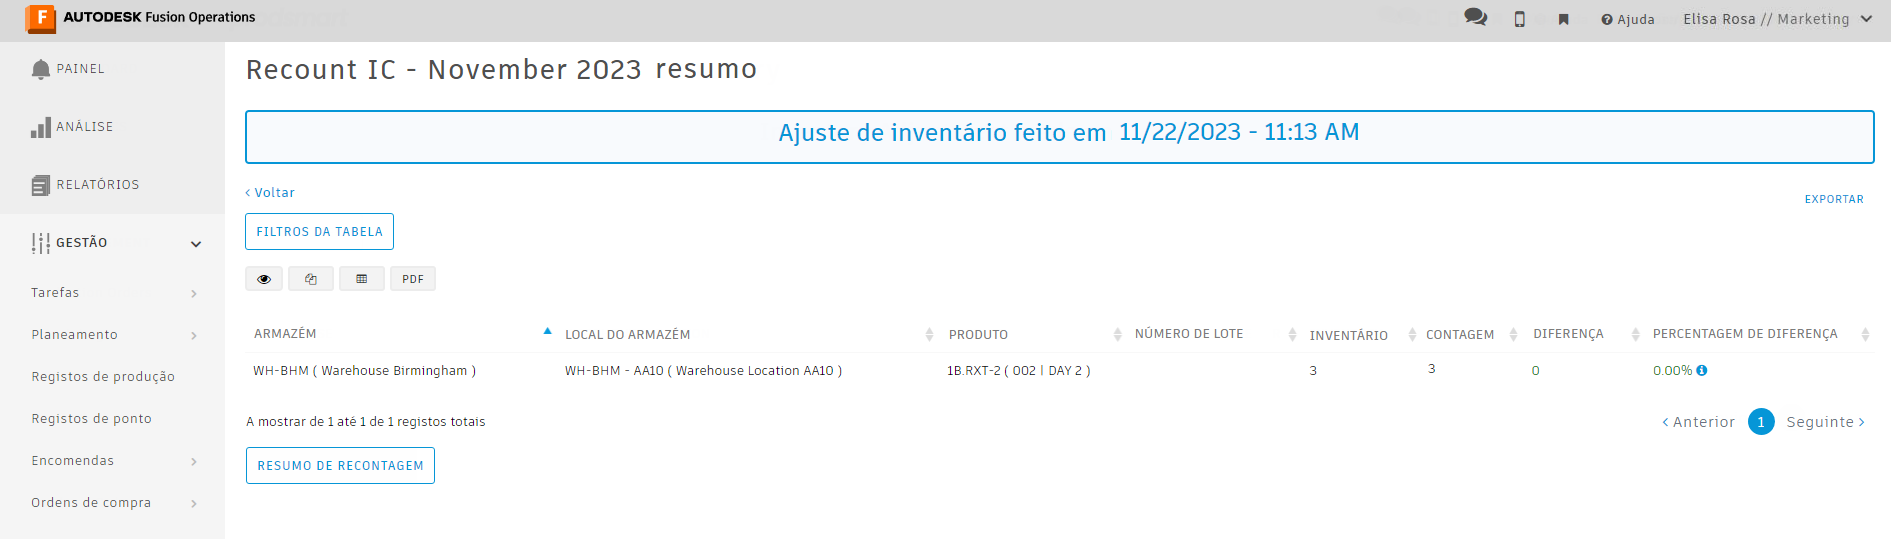 AUTODESK Fusion Operations
Ajuda
Elisa Rosa // Marketing
PAINEL
ANÁLISE
RELATÓRIOS
GESTÃO
Tarefas
Planeamento
Registos de produção
Registos de ponto
Encomendas
Ordens de compra
Recount IC - November 2023 resumo
Ajuste de inventário feito em 11/22/2023 - 11:13 AM
‹ Voltar
EXPORTAR
FILTROS DA TABELA
PDF
ARMAZÉM LOCAL DO ARMAZÉM PRODUTO NÚMERO DE LOTE INVENTÁRIO CONTAGEM DIFERENÇA PERCENTAGEM DE DIFERENÇA
WH-BHM ( Warehouse Birmingham ) WH-BHM - AA10 ( Warehouse Location AA10 ) 1B.RXT-2 ( 002 | DAY 2 ) 3 3 0 0.00%
A mostrar de 1 até 1 de 1 registos totais
‹ Anterior 1 Seguinte ›
RESUMO DE RECONTAGEM